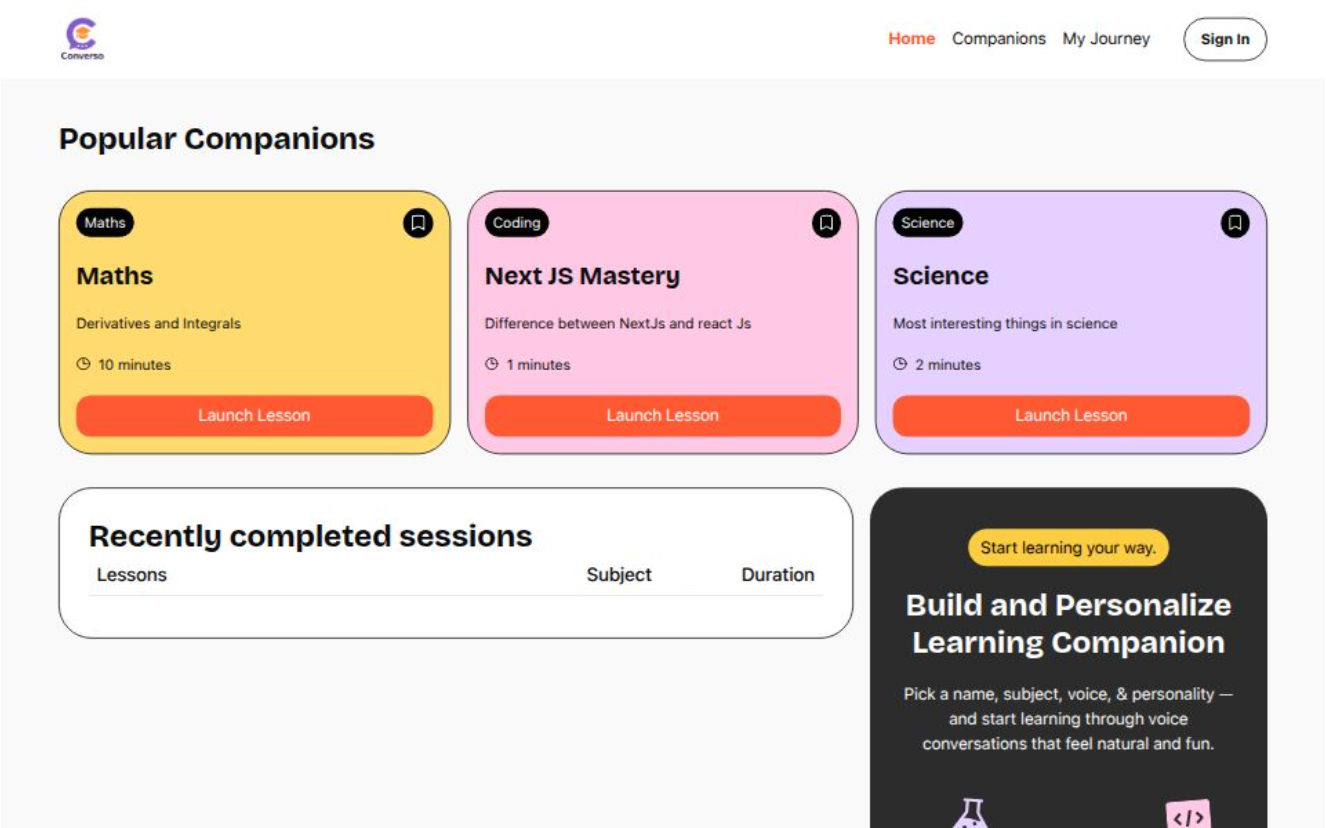 Converso
Home Companions My Journey Sign In
Popular Companions
Maths
Maths
Derivatives and Integrals
10 minutes
Launch Lesson
Coding
Next JS Mastery
Difference between NextJs and react Js
1 minutes
Launch Lesson
Science
Science
Most interesting things in science
2 minutes
Launch Lesson
Recently completed sessions
Lessons Subject Duration
Start learning your way.
Build and Personalize
Learning Companion
Pick a name, subject, voice, & personality —
and start learning through voice
conversations that feel natural and fun.
</>